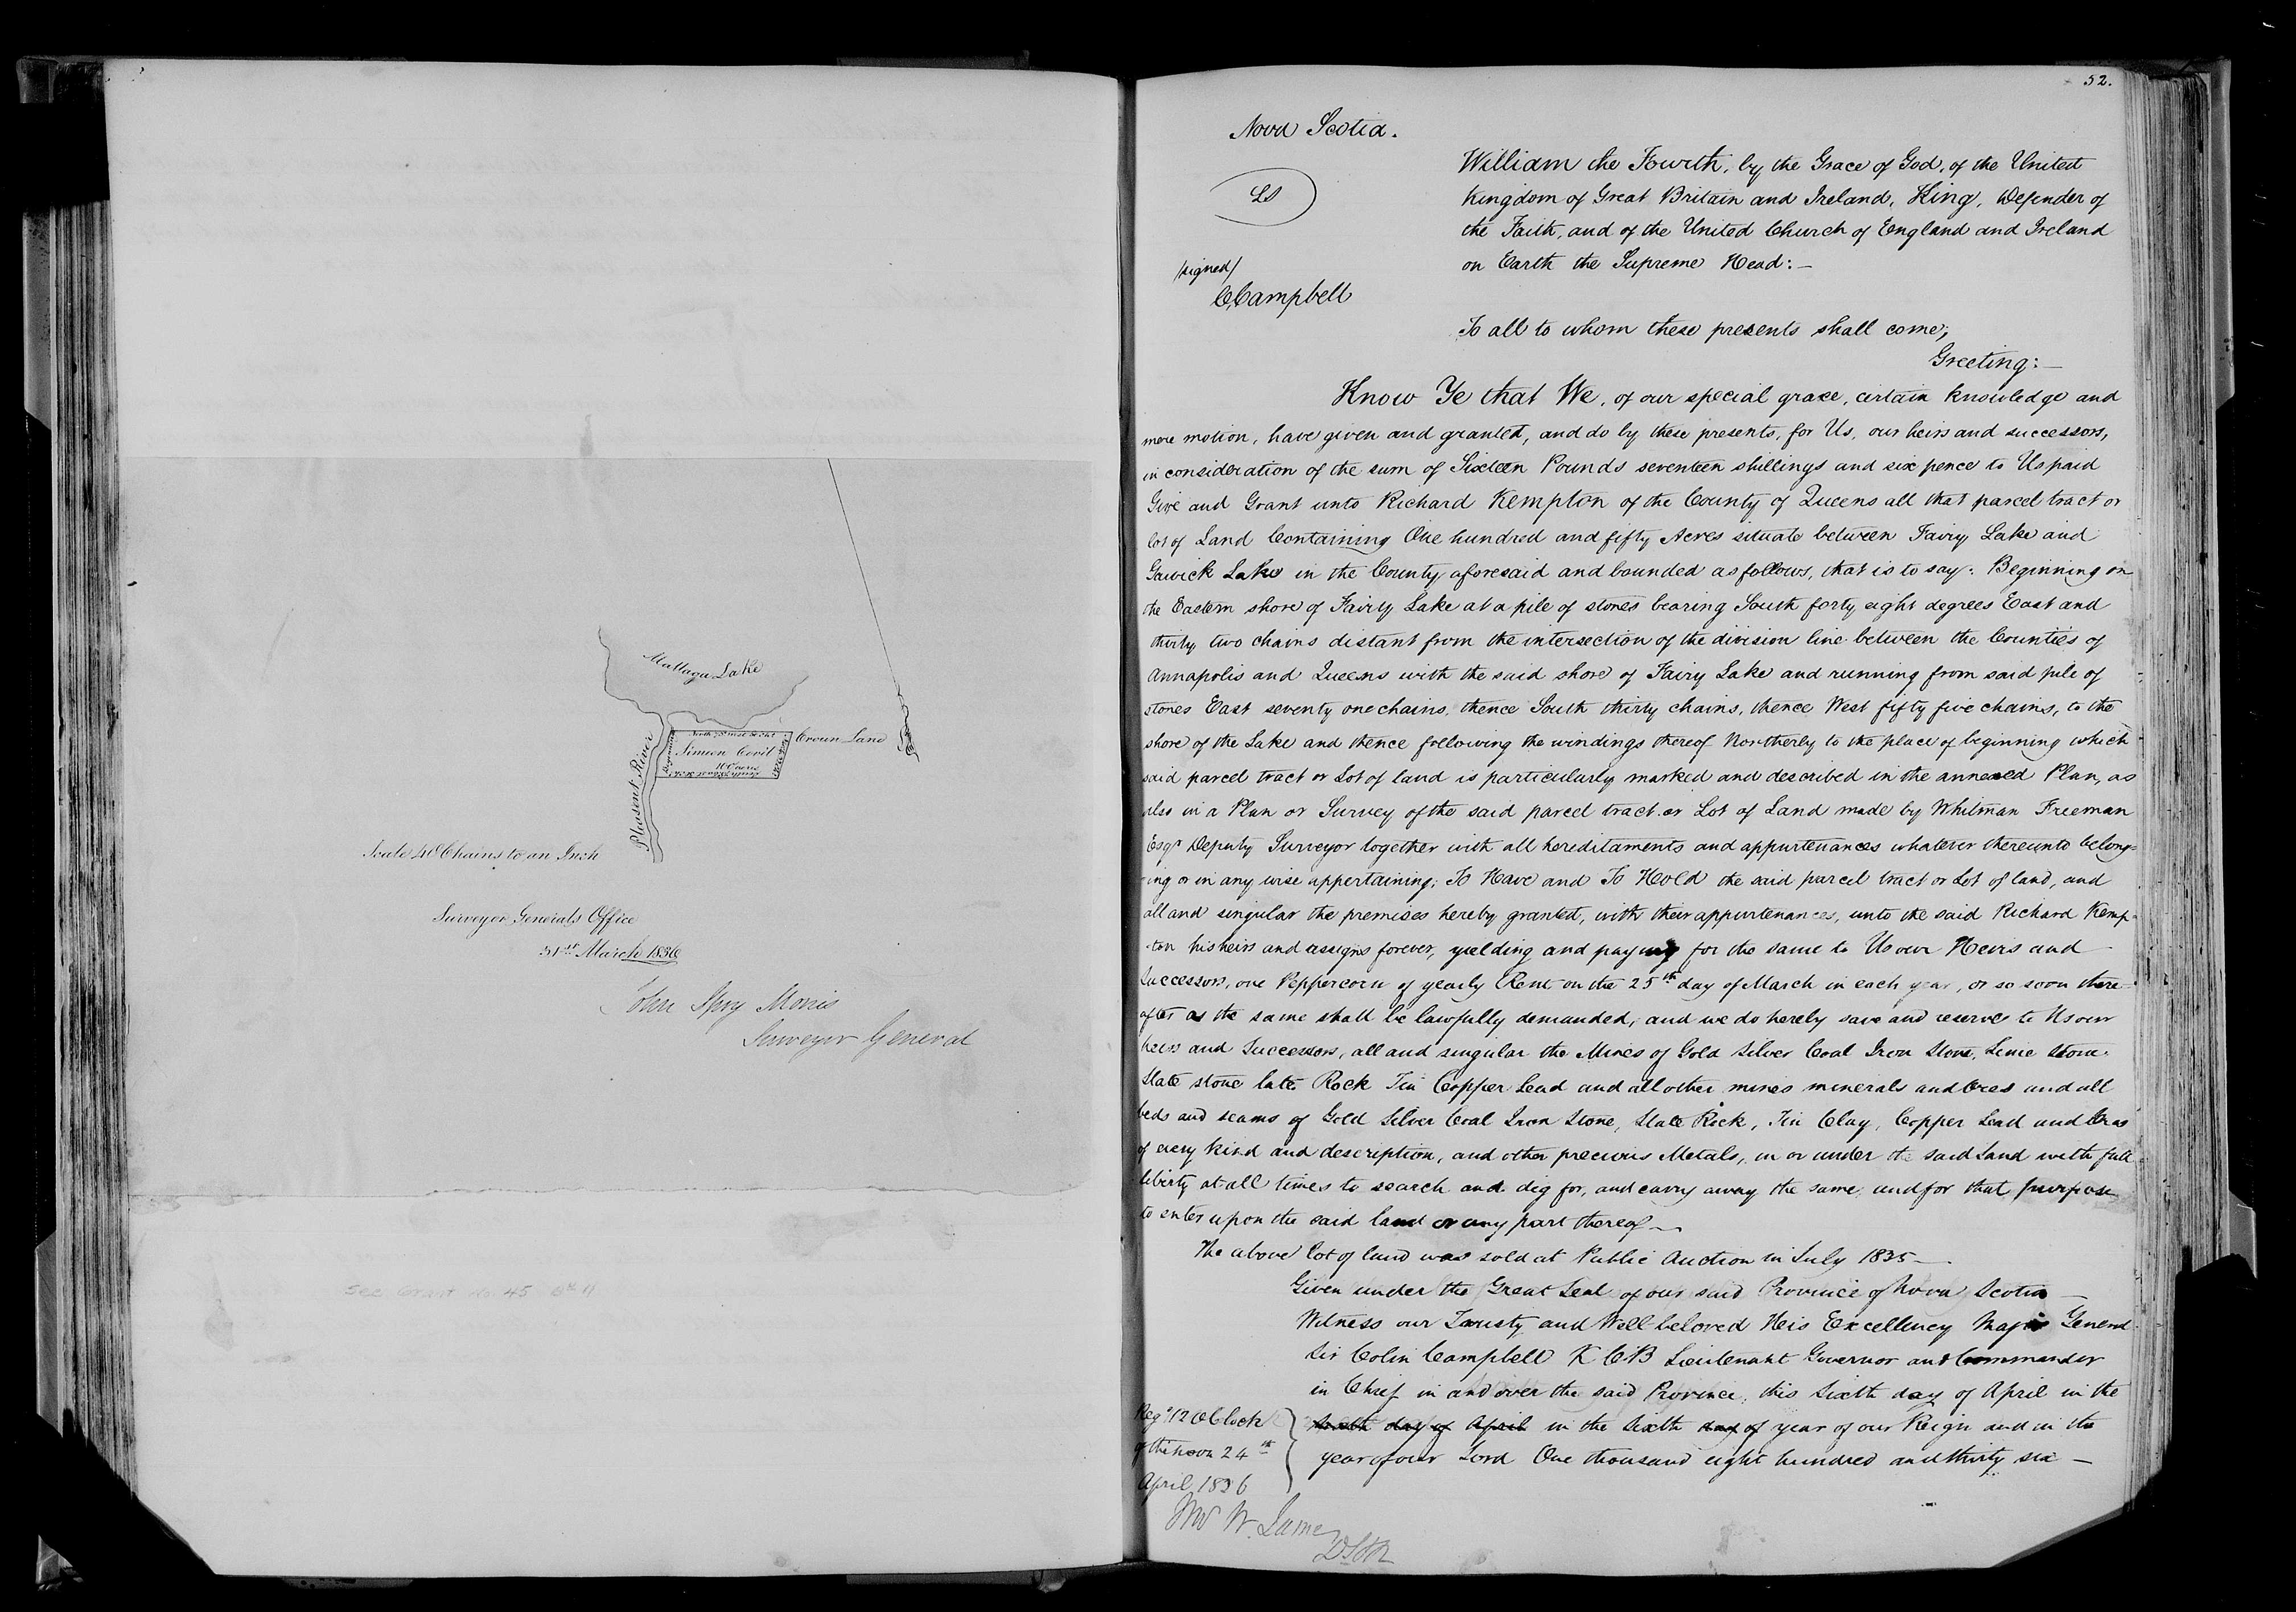 Mallaga Lake
Crown Land
Simeon Covil
100 acres
Pleasent River
Scale 40 Chains to an Inch
Surveyor Generals Office
31st March 1836
John Spry Morris
Surveyor General
See Grant No. 45
52.
Nova Scotia.
LS
/signed/
C Campbell
William the Fourth, by the Grace of God, of the United
Kingdom of Great Britain and Ireland, King, Defender of
the Faith, and of the United Church of England and Ireland
on Earth the Supreme Head:—
To all to whom these presents shall come;
Greeting:—
Know Ye that We, of our special grace, certain knowledge and
mere motion, have given and granted, and do by these presents, for Us, our heirs and successors,
in consideration of the sum of Sixteen Pounds seventeen shillings and six pence to Us paid
Give and Grant unto Richard Kempton of the County of Queens all that parcel tract or
lot of Land Containing One hundred and fifty Acres situate between Fairy Lake and
Lake in the County aforesaid and bounded as follows, that is to say: Beginning on
the Eastern shore of Fairy Lake at a pile of stones bearing South forty eight degrees East and
thirty two chains distant from the intersection of the division line between the Counties of
Annapolis and Queens with the said shore of Fairy Lake and running from said pile of
stones East seventy one chains, thence South thirty chains, thence West fifty five chains, to the
shore of the Lake and thence following the windings thereof Northerly to the place of beginning which
said parcel tract or Lot of land is particularly marked and described in the annexed Plan, as
also in a Plan or Survey of the said parcel tract or Lot of Land made by Whitman Freeman
Esqr Deputy Surveyor together with all hereditaments and appurtenances whatever thereunto belong=
=ing or in any wise appertaining; To Have and To Hold the said parcel tract or Lot of land, and
all and singular the premises hereby granted, with their appurtenances, unto the said Richard Kemp=
-ton his heirs and assigns forever, yielding and paying for the same to Us our Heirs and
Successors, one Peppercorn of yearly Rent on the 25th day of March in each year, or so soon there=
after as the same shall be lawfully demanded, and we do hereby save and reserve to Us our
heirs and Successors, all and singular the Mines of Gold Silver Coal Iron Stone, Lime Stone.
Slate stone late Rock Tin Copper Lead and all other mines minerals and Ores and all
beds and seams of Gold Silver Coal Iron Stone, Slate Rock, Tin Clay, Copper Lead and Ores
of every kind and description, and other precious Metals, in or under the said Land with full
liberty at all times to search and dig for, and carry away the same, and for that purpose
to enter upon the said land or any part thereof—
The above lot of land was sold at Public Auction in July 1835—
Given under the Great Seal of our said Province of Nova Scotia—
Witness our Trusty and Well beloved His Excellency Major General
Sir Colin Campbell KCB Lieutenant Governor and Commander
in Chief in and over the said Province, this Sixth day of April in the
Sixth day of April in the Sixth day of year of our Reign and in the
year of our Lord One thousand eight hundred and thirty six—
Regd 12 OClock
of the noon 24th
April 1836